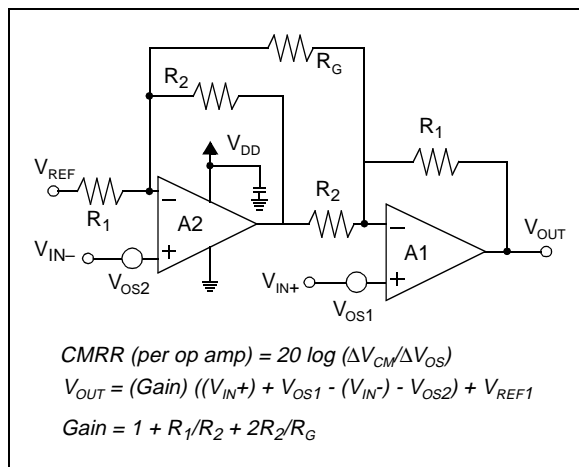 R_G
R_2
V_DD
R_1
V_REF
R_1
R_2
A2
A1
V_OUT
V_IN–
V_OS2
V_IN+
V_OS1
− + − +
CMRR (per op amp) = 20 log (ΔV_CM/ΔV_OS)
V_OUT = (Gain) ((V_IN+) + V_OS1 - (V_IN-) - V_OS2) + V_REF1
Gain = 1 + R_1/R_2 + 2R_2/R_G